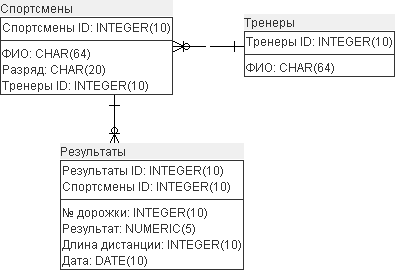 Спортсмены
Спортсмены ID: INTEGER(10)
ФИО: CHAR(64)
Разряд: CHAR(20)
Тренеры ID: INTEGER(10)
Тренеры
Тренеры ID: INTEGER(10)
ФИО: CHAR(64)
Результаты
Результаты ID: INTEGER(10)
Спортсмены ID: INTEGER(10)
№ дорожки: INTEGER(10)
Результат: NUMERIC(5)
Длина дистанции: INTEGER(10)
Дата: DATE(10)